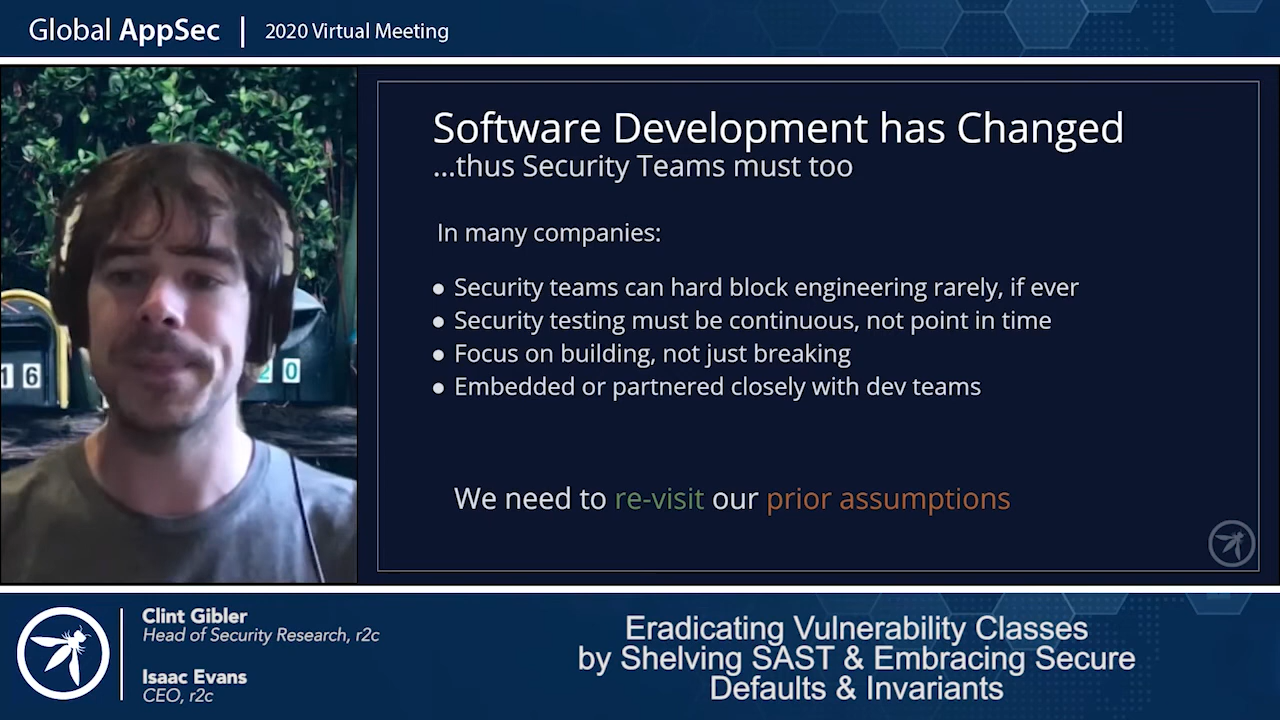 Global AppSec | 2020 Virtual Meeting
Software Development has Changed
...thus Security Teams must too
In many companies:
● Security teams can hard block engineering rarely, if ever
● Security testing must be continuous, not point in time
● Focus on building, not just breaking
● Embedded or partnered closely with dev teams
We need to re-visit our prior assumptions
16
20
Clint Gibler
Head of Security Research, r2c
Isaac Evans
CEO, r2c
Eradicating Vulnerability Classes
by Shelving SAST & Embracing Secure
Defaults & Invariants